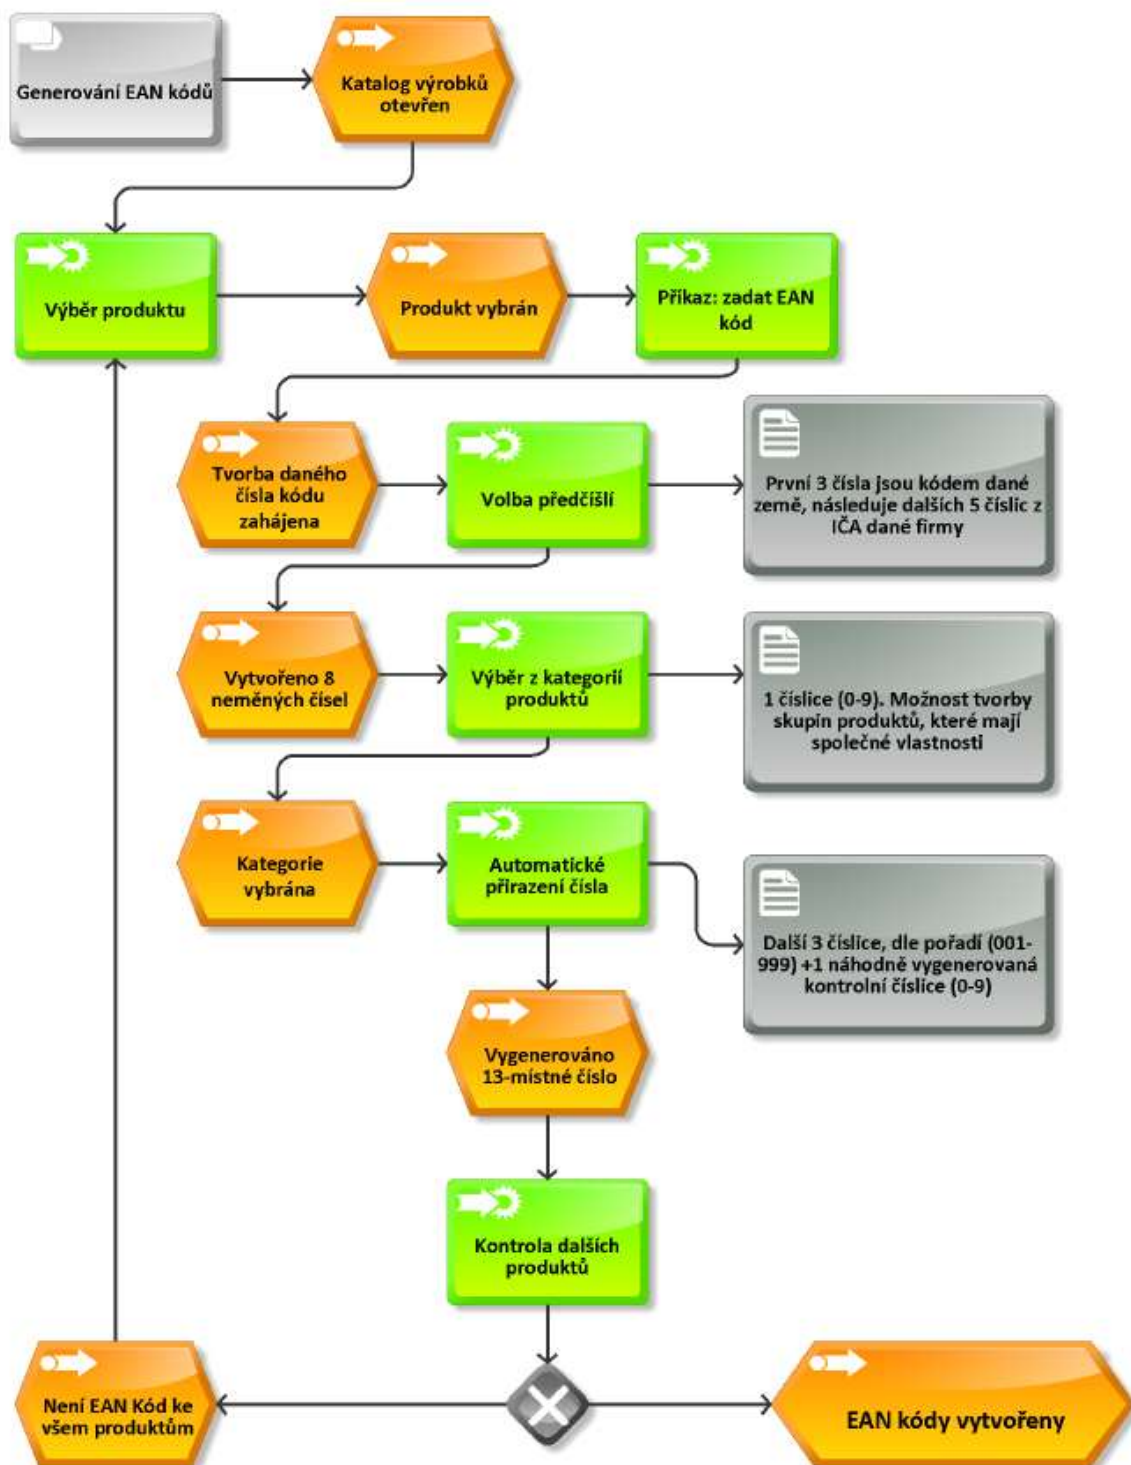 Generování EAN kódů
Katalog výrobků
otevřen
Výběr produktu
Produkt vybrán
Příkaz: zadat EAN
kód
Tvorba daného
čísla kódu
zahájena
Volba předčíšlí
První 3 čísla jsou kódem dané
země, následuje dalších 5 číslic z
IČA dané firmy
Vytvořeno 8
neměných čísel
Výběr z kategorií
produktů
1 číslice (0-9). Možnost tvorby
skupin produktů, které mají
společné vlastnosti
Kategorie
vybrána
Automatické
přirazení čísla
Další 3 číslice, dle pořadí (001-
999) +1 náhodně vygenerovaná
kontrolní číslice (0-9)
Vygenerováno
13-místné číslo
Kontrola dalších
produktů
Není EAN Kód ke
všem produktům
EAN kódy vytvořeny